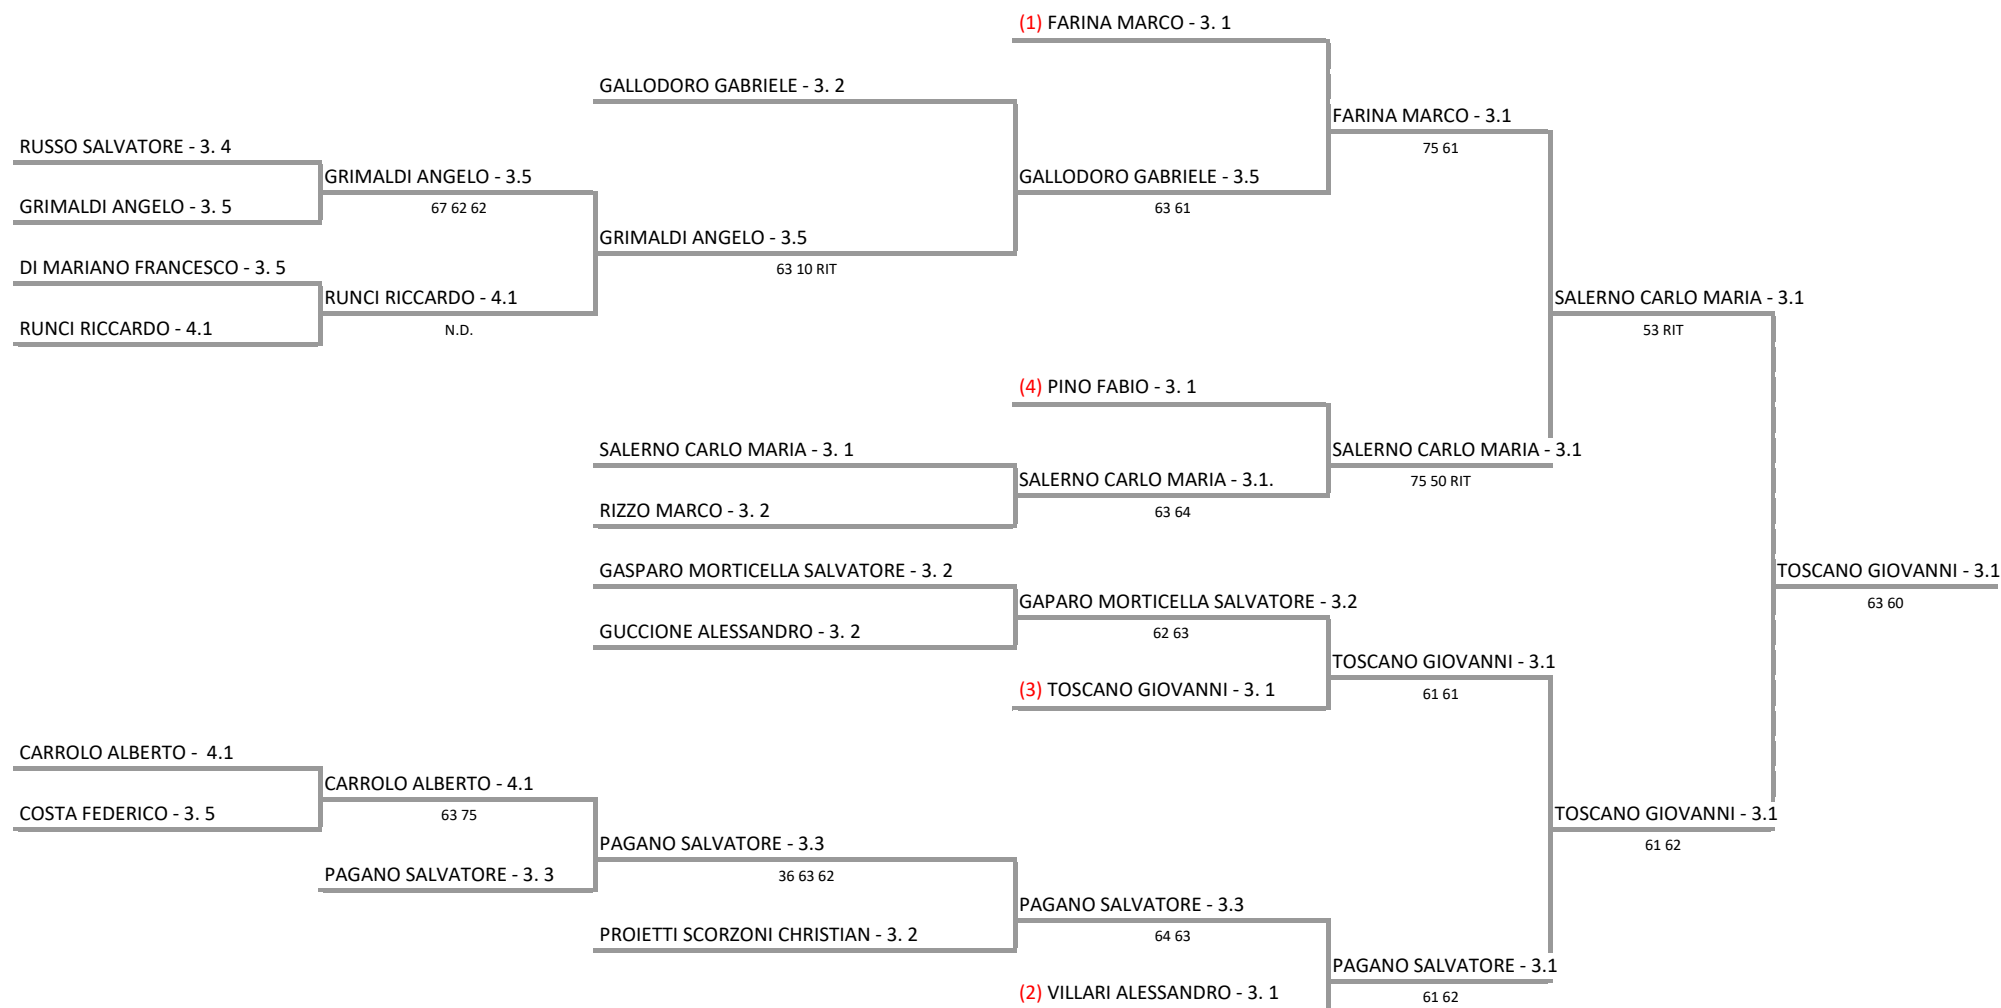 (1) FARINA MARCO - 3. 1
GALLODORO GABRIELE - 3. 2
FARINA MARCO - 3.1
75 61
RUSSO SALVATORE - 3. 4
GRIMALDI ANGELO - 3.5
67 62 62
GALLODORO GABRIELE - 3.5
63 61
GRIMALDI ANGELO - 3. 5
GRIMALDI ANGELO - 3.5
63 10 RIT
DI MARIANO FRANCESCO - 3. 5
RUNCI RICCARDO - 4.1
N.D.
SALERNO CARLO MARIA - 3.1
53 RIT
RUNCI RICCARDO - 4.1
(4) PINO FABIO - 3. 1
SALERNO CARLO MARIA - 3. 1
SALERNO CARLO MARIA - 3.1
75 50 RIT
SALERNO CARLO MARIA - 3.1.
63 64
RIZZO MARCO - 3. 2
GASPARO MORTICELLA SALVATORE - 3. 2
TOSCANO GIOVANNI - 3.1
63 60
GAPARO MORTICELLA SALVATORE - 3.2
62 63
GUCCIONE ALESSANDRO - 3. 2
TOSCANO GIOVANNI - 3.1
61 61
(3) TOSCANO GIOVANNI - 3. 1
CARROLO ALBERTO -  4.1
CARROLO ALBERTO - 4.1
63 75
COSTA FEDERICO - 3. 5
TOSCANO GIOVANNI - 3.1
61 62
PAGANO SALVATORE - 3.3
36 63 62
PAGANO SALVATORE - 3. 3
PAGANO SALVATORE - 3.3
64 63
PROIETTI SCORZONI CHRISTIAN - 3. 2
PAGANO SALVATORE - 3.1
61 62
(2) VILLARI ALESSANDRO - 3. 1